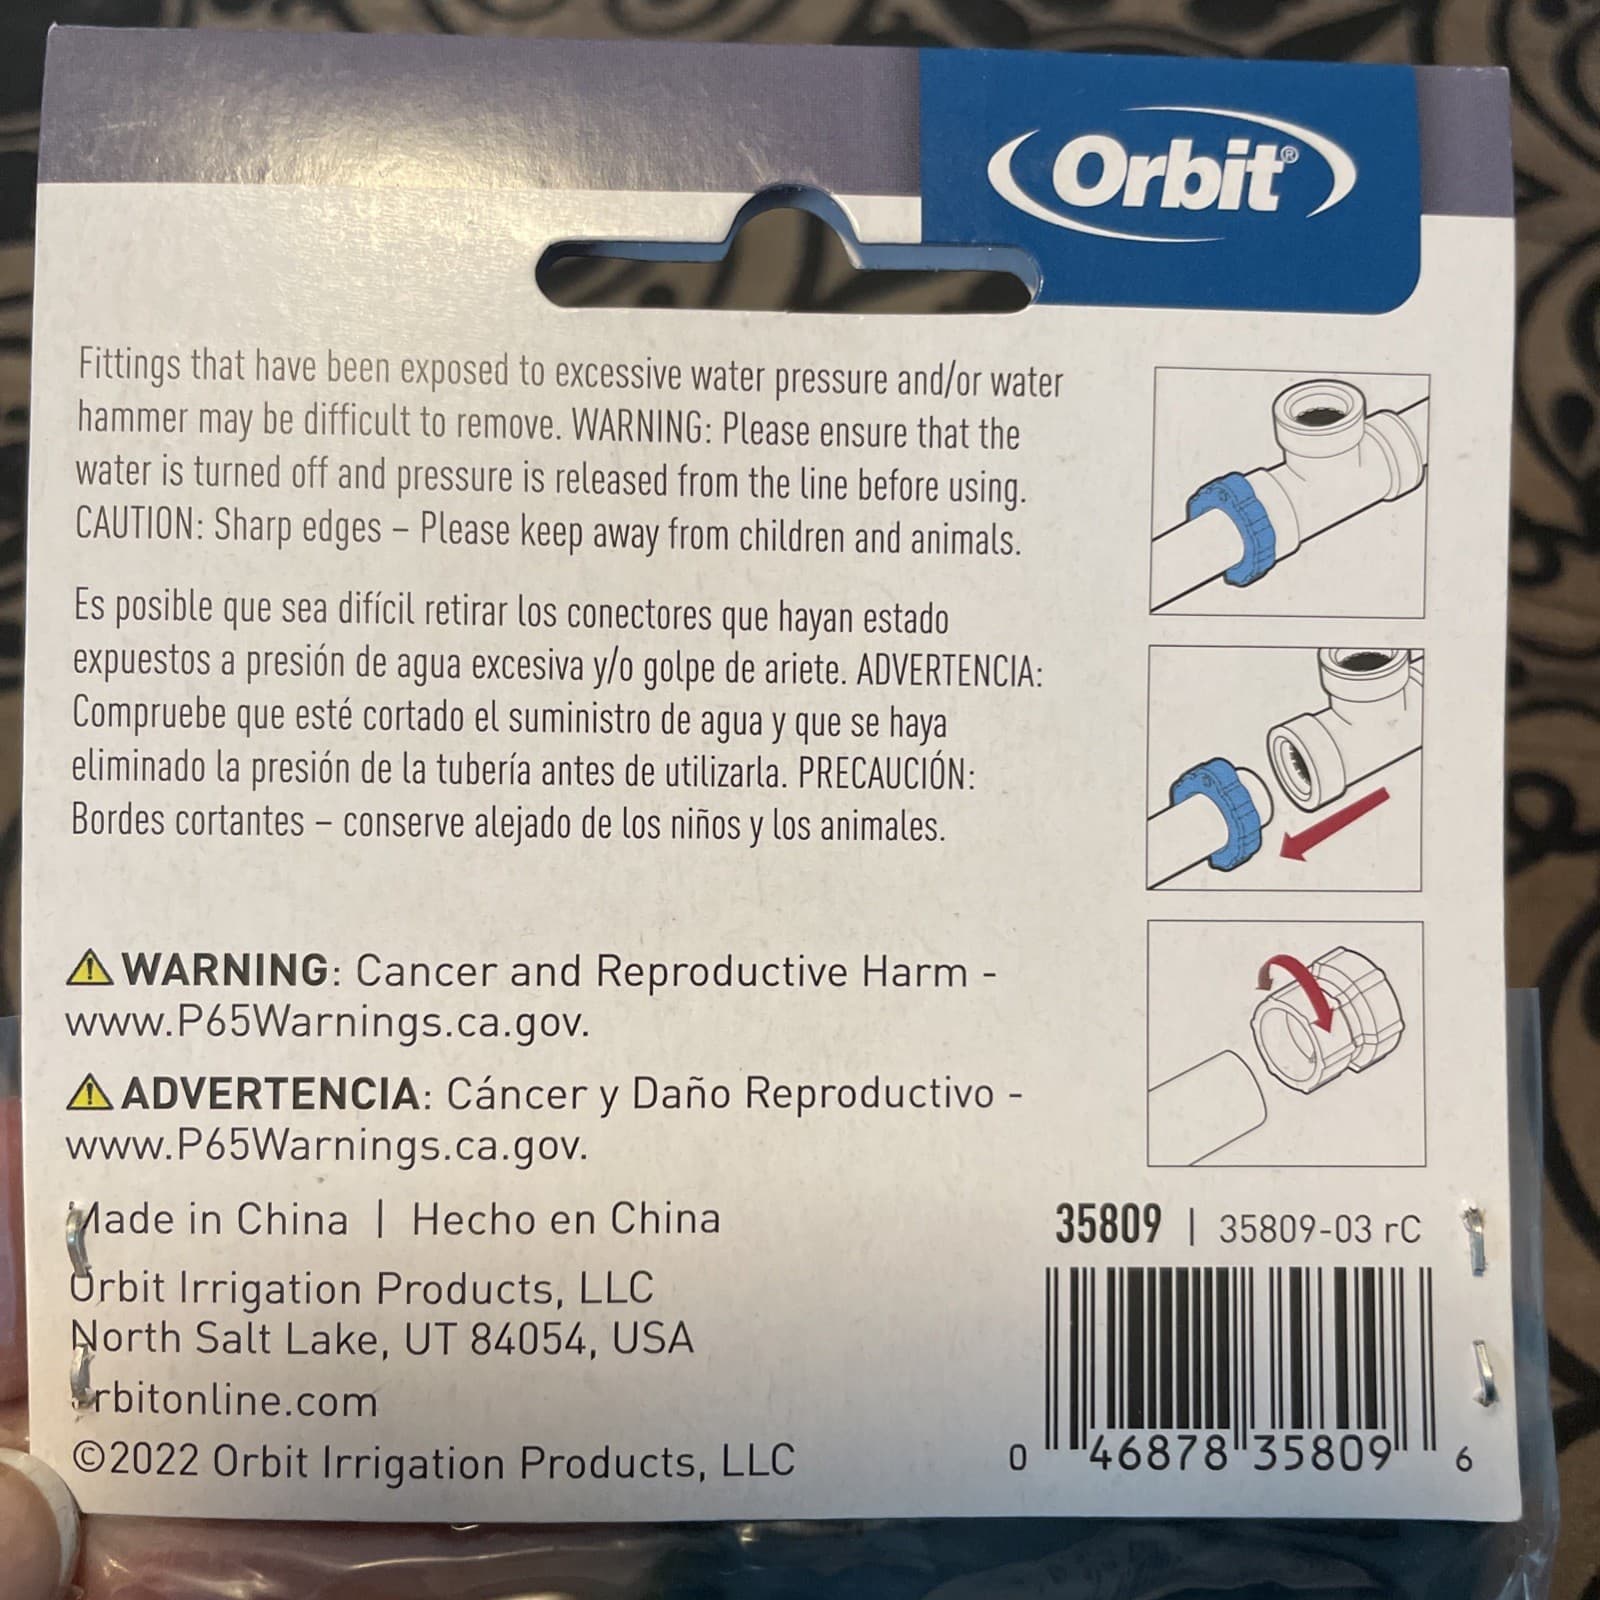 Orbit®
Fittings that have been exposed to excessive water pressure and/or water
hammer may be difficult to remove. WARNING: Please ensure that the
water is turned off and pressure is released from the line before using.
CAUTION: Sharp edges – Please keep away from children and animals.
Es posible que sea difícil retirar los conectores que hayan estado
expuestos a presión de agua excesiva y/o golpe de ariete. ADVERTENCIA:
Compruebe que esté cortado el suministro de agua y que se haya
eliminado la presión de la tubería antes de utilizarla. PRECAUCIÓN:
Bordes cortantes – conserve alejado de los niños y los animales.
WARNING: Cancer and Reproductive Harm -
www.P65Warnings.ca.gov.
ADVERTENCIA: Cáncer y Daño Reproductivo -
www.P65Warnings.ca.gov.
Made in China | Hecho en China
Orbit Irrigation Products, LLC
North Salt Lake, UT 84054, USA
orbitonline.com
©2022 Orbit Irrigation Products, LLC
35809 | 35809-03 rC
0 46878 35809 6